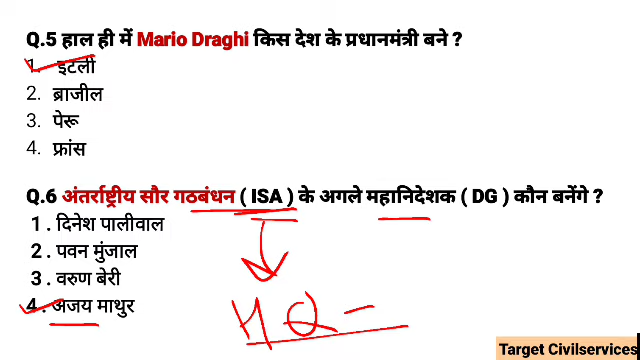 Q.5 हाल ही में Mario Draghi किस देश के प्रधानमंत्री बने ?
1. इटली
2. ब्राजील
3. पेरू
4. फ्रांस
Q.6 अंतर्राष्ट्रीय सौर गठबंधन ( ISA ) के अगले महानिदेशक ( DG ) कौन बनेंगे ?
1 . दिनेश पालीवाल
2 . पवन मुंजाल
3 . वरुण बेरी
4 . अजय माथुर
HQ -
Target Civilservices